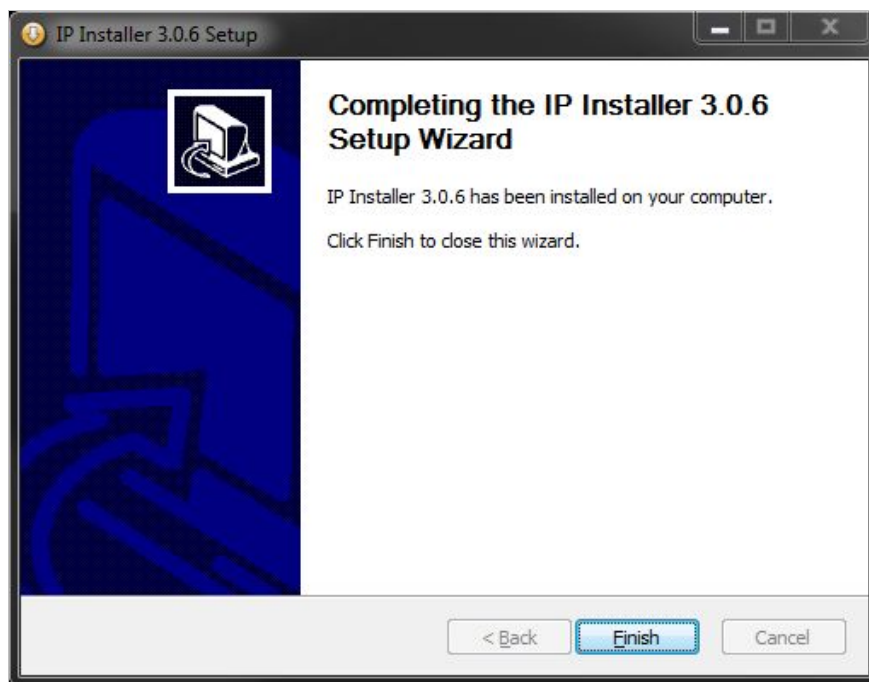 IP Installer 3.0.6 Setup
Completing the IP Installer 3.0.6
Setup Wizard
IP Installer 3.0.6 has been installed on your computer.
Click Finish to close this wizard.
< Back
Finish
Cancel